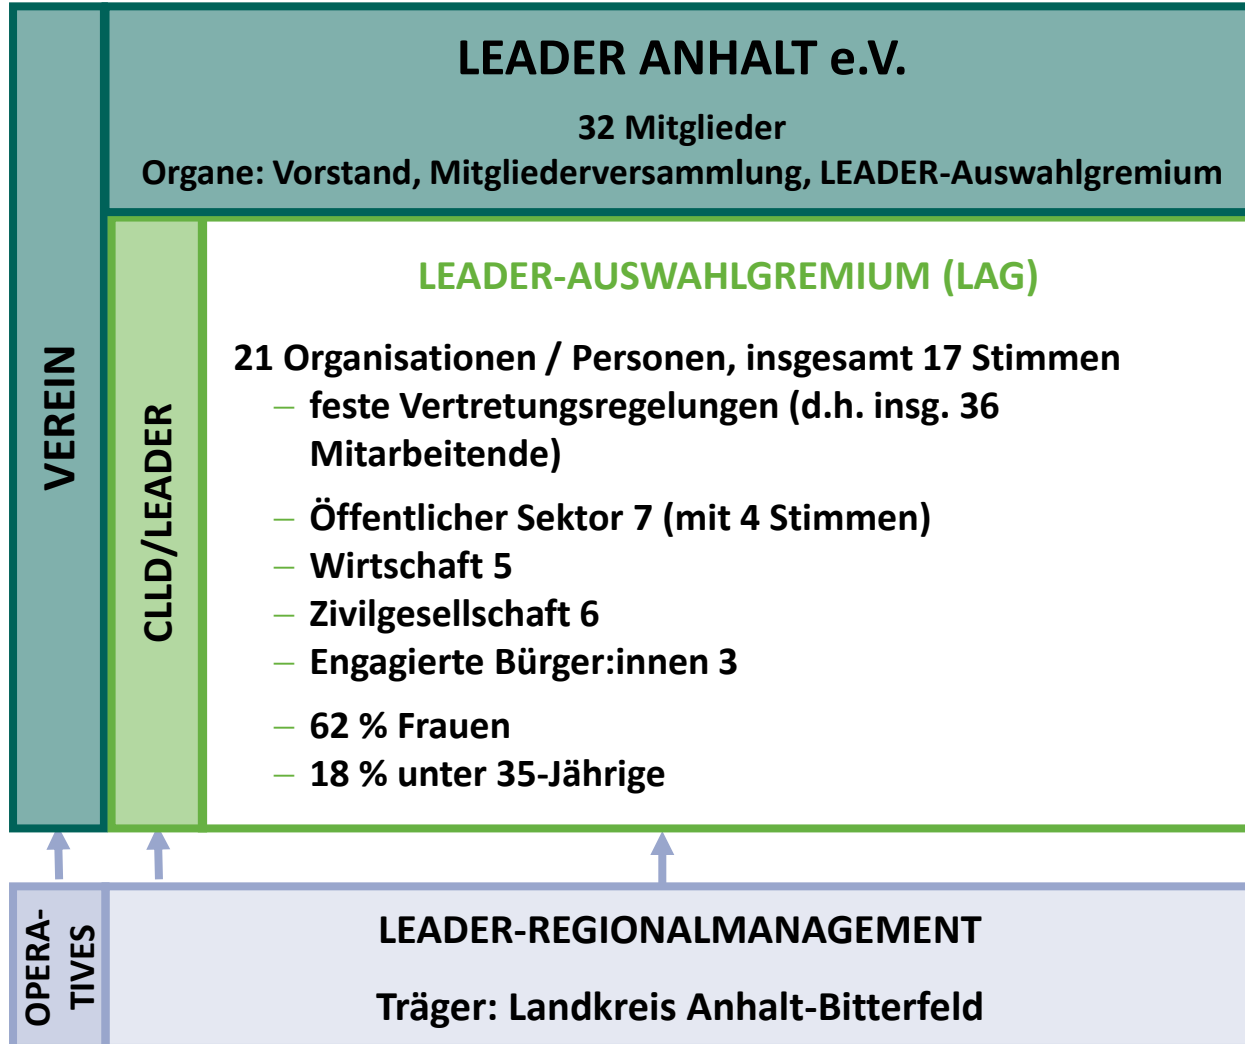 LEADER ANHALT e.V.
32 Mitglieder
Organe: Vorstand, Mitgliederversammlung, LEADER-Auswahlgremium
VEREIN
CLLD/LEADER
LEADER-AUSWAHLGREMIUM (LAG)
21 Organisationen / Personen, insgesamt 17 Stimmen
– feste Vertretungsregelungen (d.h. insg. 36
Mitarbeitende)
– Öffentlicher Sektor 7 (mit 4 Stimmen)
– Wirtschaft 5
– Zivilgesellschaft 6
– Engagierte Bürger:innen 3
– 62 % Frauen
– 18 % unter 35-Jährige
OPERA-
TIVES
LEADER-REGIONALMANAGEMENT
Träger: Landkreis Anhalt-Bitterfeld